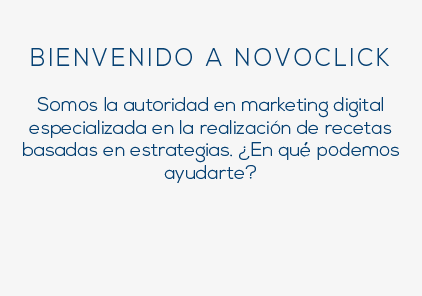 BIENVENIDO A NOVOCLICK
Somos la autoridad en marketing digital
especializada en la realización de recetas
basadas en estrategias. ¿En qué podemos
ayudarte?